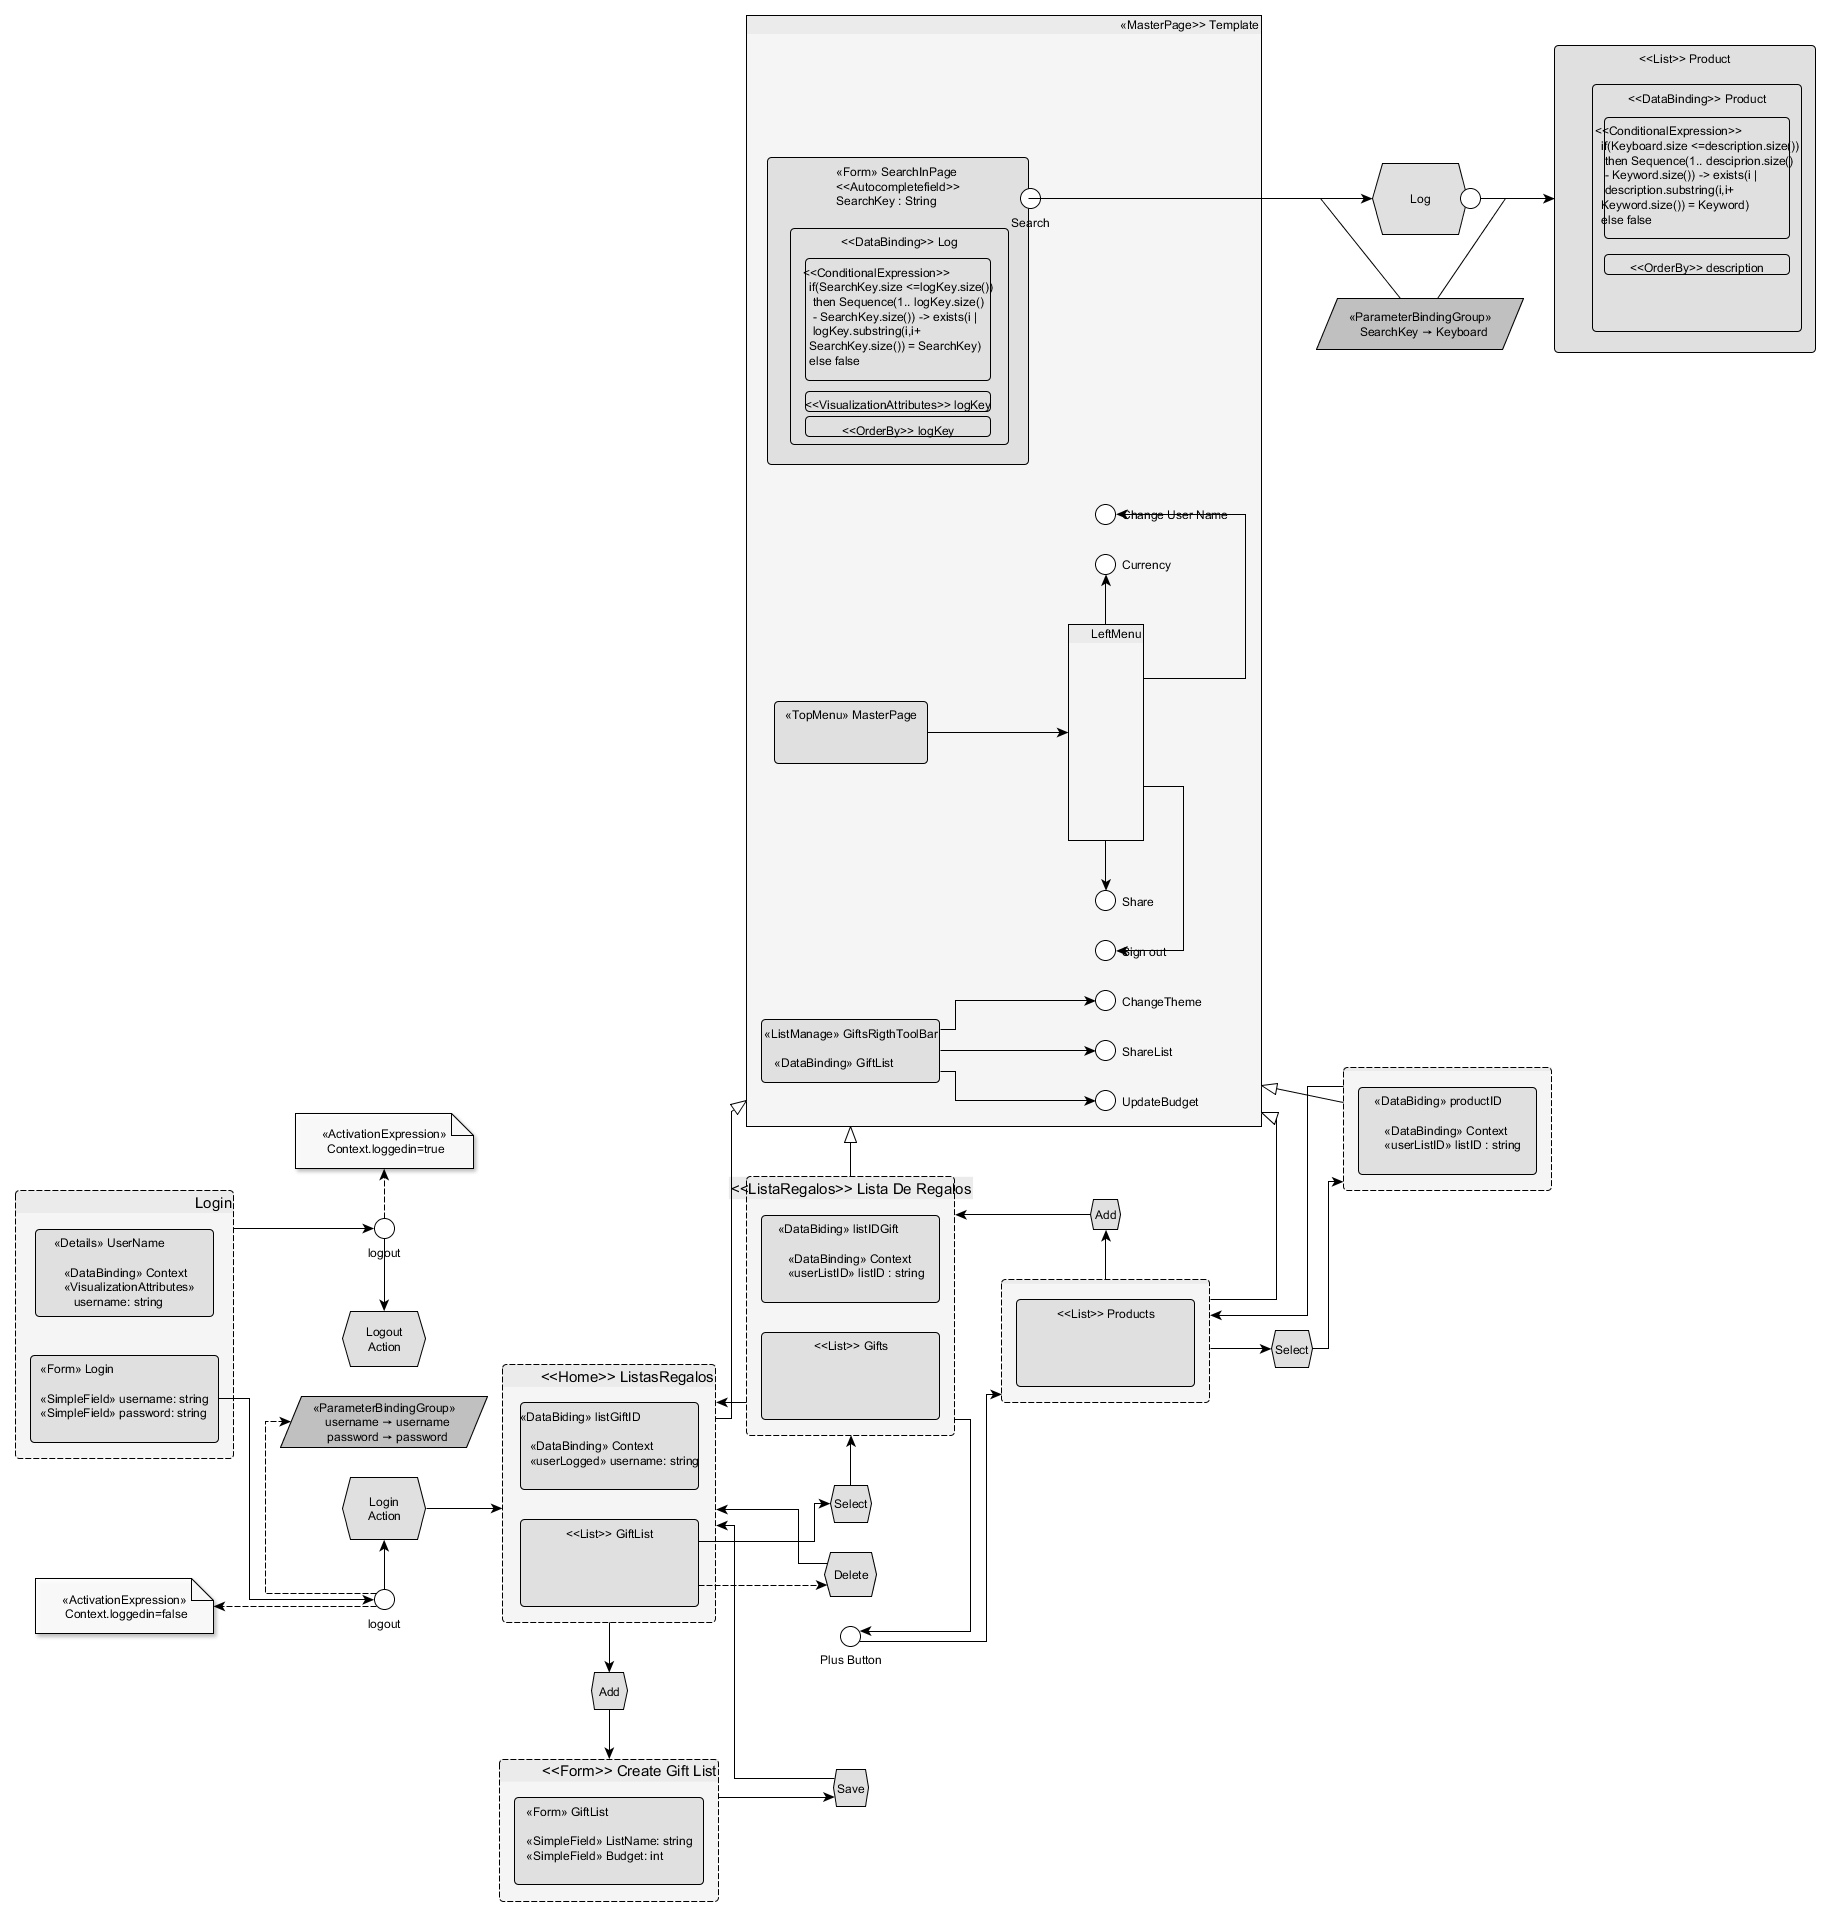 «MasterPage>> Template
<<List>> Product
<<DataBinding>> Product
<<ConditionalExpression>>
if(Keyboard.size <=description.size())
then Sequence(1.. desciprion.size()
- Keyword.size()) -> exists(i |
description.substring(i,i+
Keyword.size()) = Keyword)
else false
<<OrderBy>> description
«Form» SearchInPage
<<Autocompletefield>>
SearchKey : String
Search
Log
<<DataBinding>> Log
<<ConditionalExpression>>
if(SearchKey.size <=logKey.size())
then Sequence(1.. logKey.size()
- SearchKey.size()) -> exists(i |
logKey.substring(i,i+
SearchKey.size()) = SearchKey)
else false
<<VisualizationAttributes>> logKey
<<OrderBy>> logKey
«ParameterBindingGroup»
SearchKey → Keyboard
Change User Name
Currency
LeftMenu
«TopMenu» MasterPage
Share
Sign out
ChangeTheme
«ListManage» GiftsRigthToolBar
«DataBinding» GiftList
ShareList
UpdateBudget
«DataBiding» productID
«DataBinding» Context
«userListID» listID : string
«ActivationExpression»
Context.loggedin=true
Login
«Details» UserName
«DataBinding» Context
«VisualizationAttributes»
username: string
logout
Logout
Action
«Form» Login
«SimpleField» username: string
«SimpleField» password: string
«ParameterBindingGroup»
username → username
password → password
Login
Action
«ActivationExpression»
Context.loggedin=false
logout
<<ListaRegalos>> Lista De Regalos
«DataBiding» listIDGift
«DataBinding» Context
«userListID» listID : string
<<List>> Gifts
Add
<<List>> Products
Select
<<Home>> ListasRegalos
«DataBiding» listGiftID
«DataBinding» Context
«userLogged» username: string
<<List>> GiftList
Select
Delete
Plus Button
Add
<<Form>> Create Gift List
«Form» GiftList
«SimpleField» ListName: string
«SimpleField» Budget: int
Save